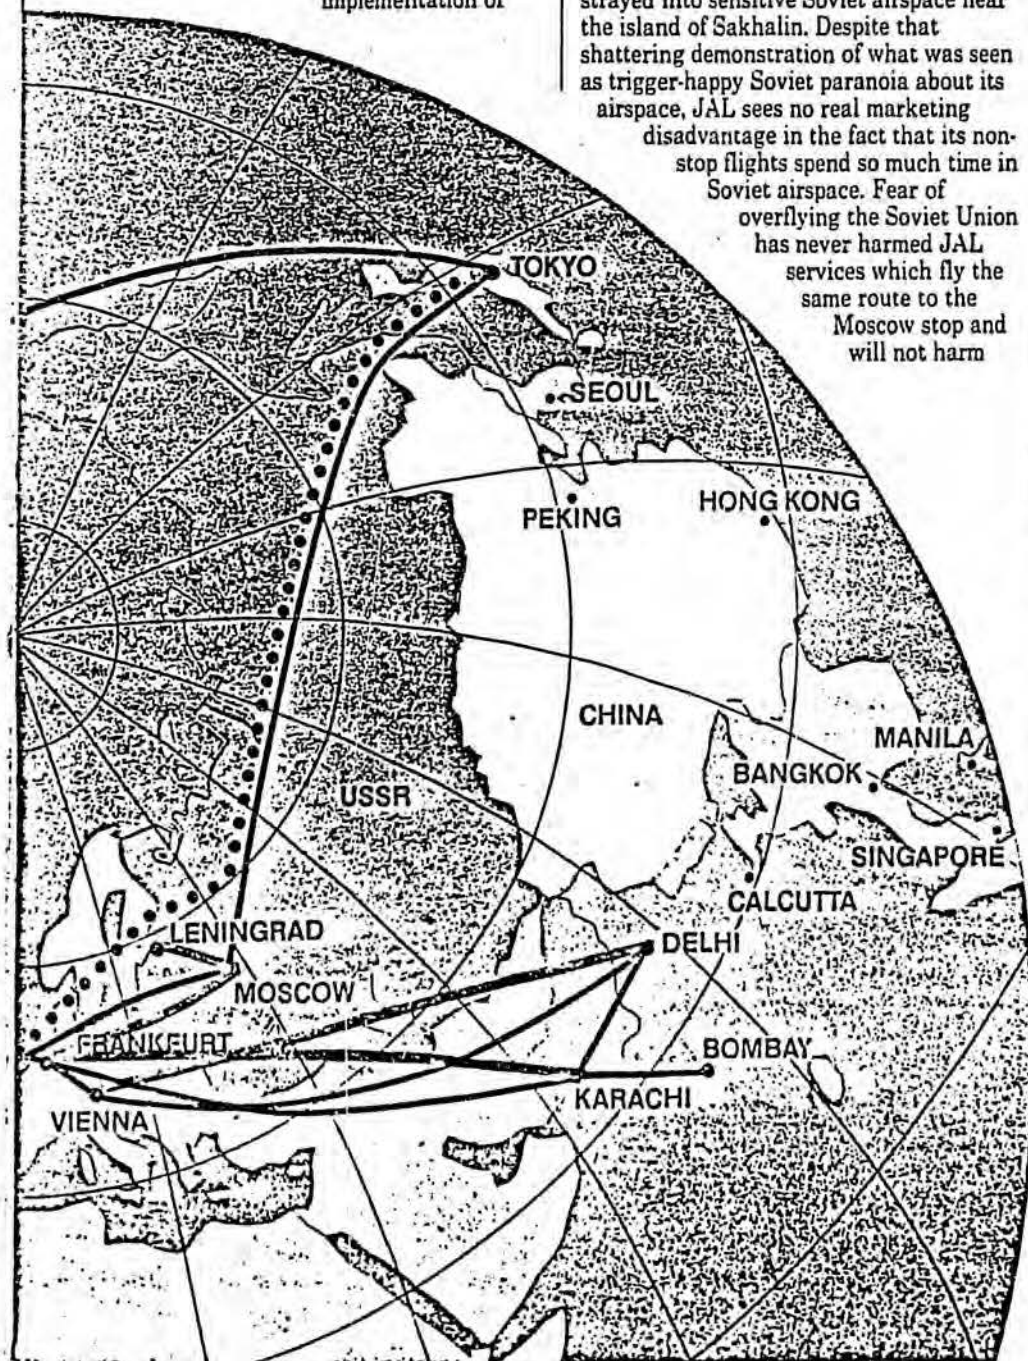 implementation of
strayed into sensitive Soviet airspace near
the island of Sakhalin. Despite that
shattering demonstration of what was seen
as trigger-happy Soviet paranoia about its
airspace, JAL sees no real marketing
disadvantage in the fact that its non-
stop flights spend so much time in
Soviet airspace. Fear of
overflying the Soviet Union
has never harmed JAL
services which fly the
same route to the
Moscow stop and
will not harm
TOKYO
SEOUL
PEKING
HONG KONG
CHINA
MANILA
BANGKOK
USSR
SINGAPORE
CALCUTTA
LENINGRAD
DELHI
MOSCOW
FRANKFURT
BOMBAY
KARACHI
VIENNA